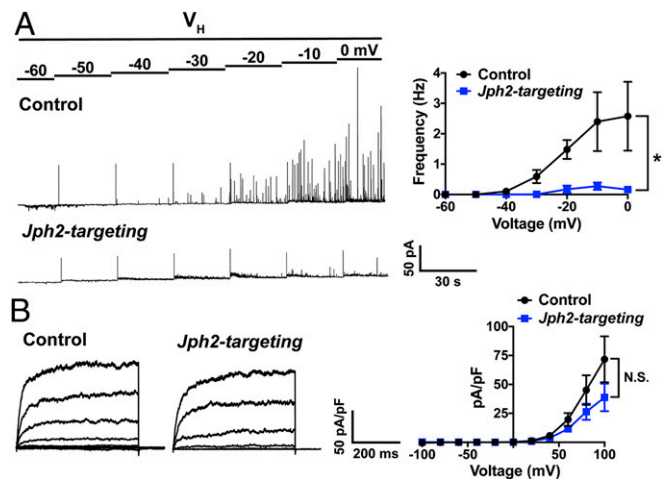 A
V_H
-60 -50 -40 -30 -20 -10 0 mV
Control
Jph2-targeting
50 pA
30 s
Control
Jph2-targeting
Frequency (Hz)
4
3
2
1
0
-60 -40 -20 0
Voltage (mV)
*
B
Control
Jph2-targeting
50 pA/pF
200 ms
Control
Jph2-targeting
pA/pF
100
75
50
25
-100 -50 0 50 100
Voltage (mV)
N.S.